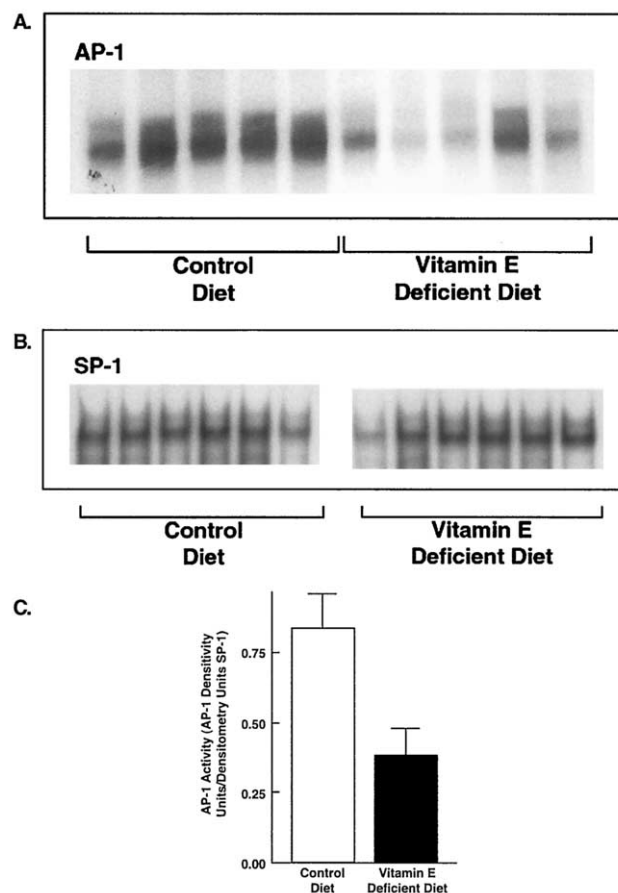 A.
AP-1
Control
Diet
Vitamin E
Deficient Diet
B.
SP-1
Control
Diet
Vitamin E
Deficient Diet
C.
AP-1 Activity (AP-1 Densitivity
Units/Densitometry Units SP-1)
0.75
0.50
0.25
0.00
Control
Diet
Vitamin E
Deficient Diet